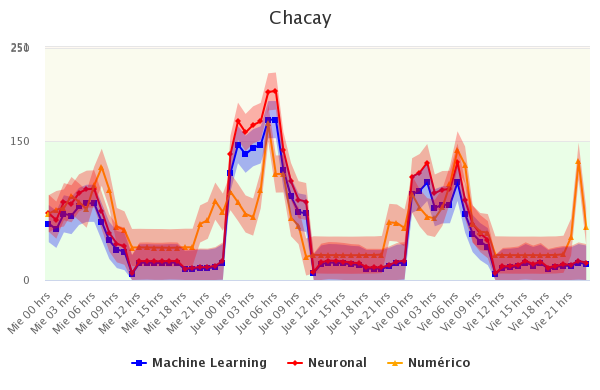 Chacay
250
150
0
Mie 00 hrs
Mie 03 hrs
Mie 06 hrs
Mie 09 hrs
Mie 12 hrs
Mie 15 hrs
Mie 18 hrs
Mie 21 hrs
Jue 00 hrs
Jue 03 hrs
Jue 06 hrs
Jue 09 hrs
Jue 12 hrs
Jue 15 hrs
Jue 18 hrs
Jue 21 hrs
Vie 00 hrs
Vie 03 hrs
Vie 06 hrs
Vie 09 hrs
Vie 12 hrs
Vie 15 hrs
Vie 18 hrs
Vie 21 hrs
Machine Learning Neuronal Numérico